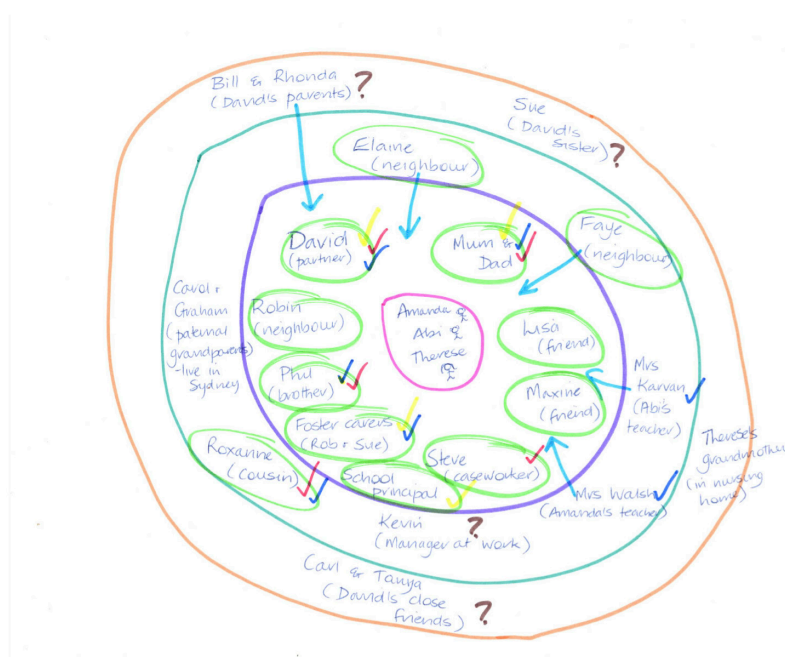 Bill & Rhonda ?
(David's parents)
Sue
(David's
Sister) ?
Elaine
(neighbour)
Faye
(neighbour)
David
(partner)
Mum &
Dad
Carol &
Graham
(paternal
grandparents)
-live in
Sydney
Robin
(neighbour)
Amanda
Abi
Therese
Lisa
(friend)
Phil
(brother)
Maxine
(friend)
Mrs
Karvan
(Abi's
teacher)
Foster carers
(Rob & Sue)
Roxanne
(cousin)
School
principal
Steve
(caseworker)
Therese's
grandmother
(in nursing
home)
Mrs Walsh
(Amanda's teacher)
Kevin ?
(Manager at work)
Carl & Tanya
(David's close
friends) ?